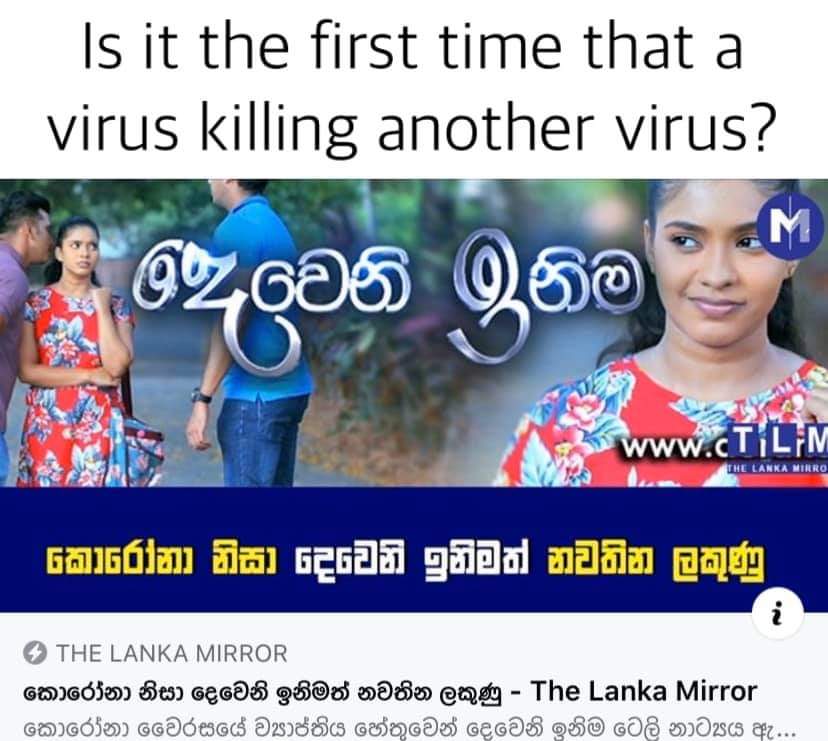 Is it the first time that a
virus killing another virus?
M
දෙවෙනි ඉනිම
www.c
TiLiM
THE LANKA MIRRO
කොරෝනා නිසා දෙවෙනි ඉනිමත් නවතින ලකුණු
i
THE LANKA MIRROR
කොරෝනා නිසා දෙවෙනි ඉනිමත් නවතින ලකුණු - The Lanka Mirror
කොරෝනා වෛරසයේ ව්‍යාප්තිය හේතුවෙන් දෙවෙනි ඉනිම ටෙලි නාට්‍යය ඇ...